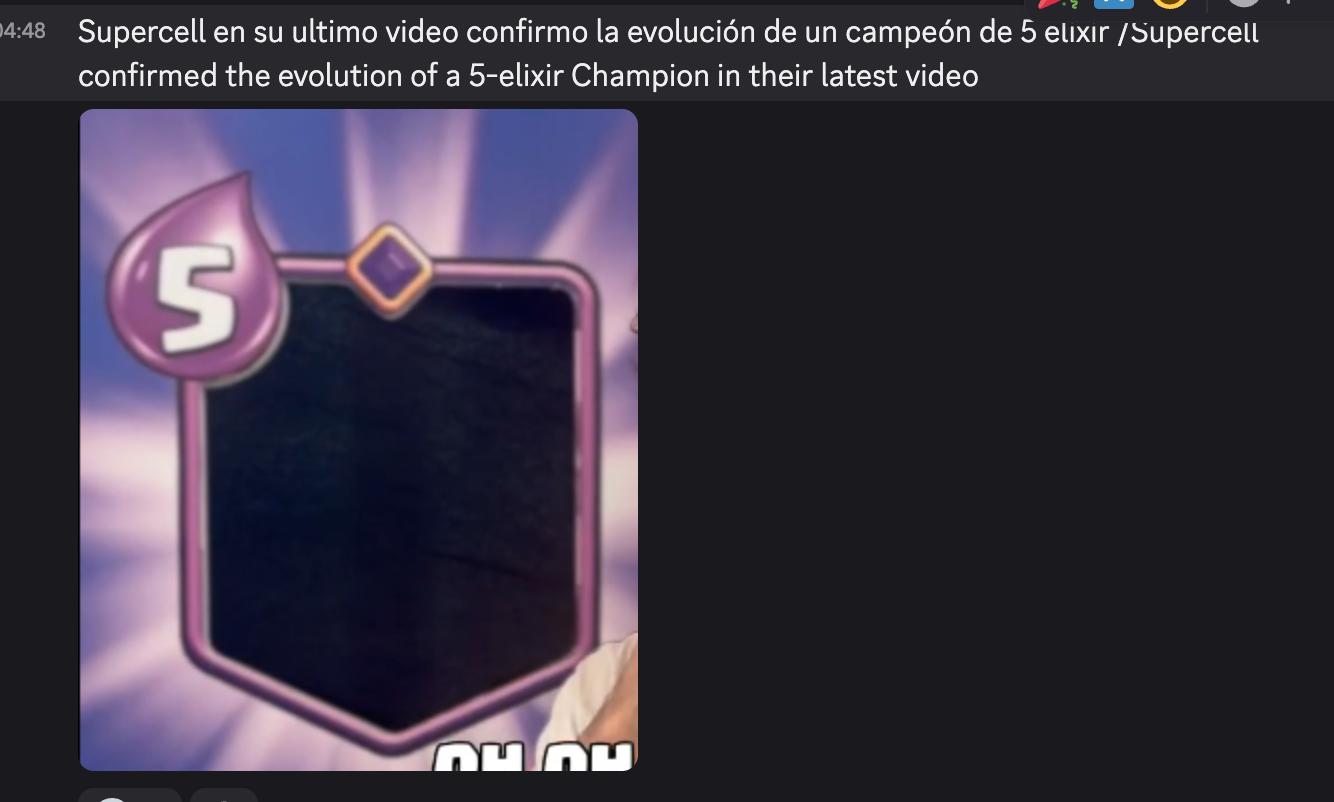 04:48
Supercell en su ultimo video confirmo la evolución de un campeón de 5 elixir /Supercell
confirmed the evolution of a 5-elixir Champion in their latest video
5